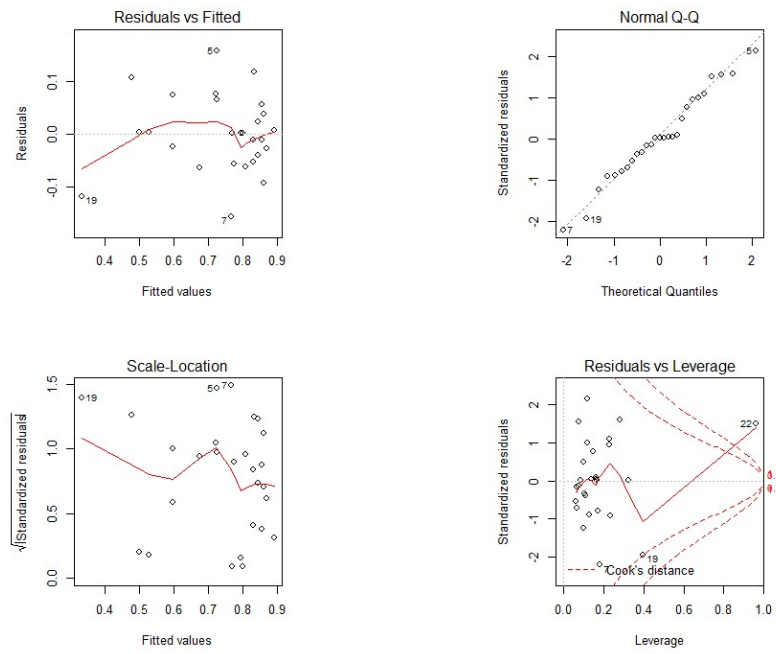 Residuals vs Fitted
Residuals
0.1
0.0
-0.1
5
19
7
0.4 0.5 0.6 0.7 0.8 0.9
Fitted values
Normal Q-Q
Standardized residuals
2
1
0
-1
-2
5
19
7
-2 -1 0 1 2
Theoretical Quantiles
Scale-Location
√|Standardized residuals|
1.5
1.0
0.5
0.0
19
5
7
0.4 0.5 0.6 0.7 0.8 0.9
Fitted values
Residuals vs Leverage
Standardized residuals
2
1
0
-1
-2
22
19
7
Cook's distance
0.0 0.2 0.4 0.6 0.8 1.0
Leverage